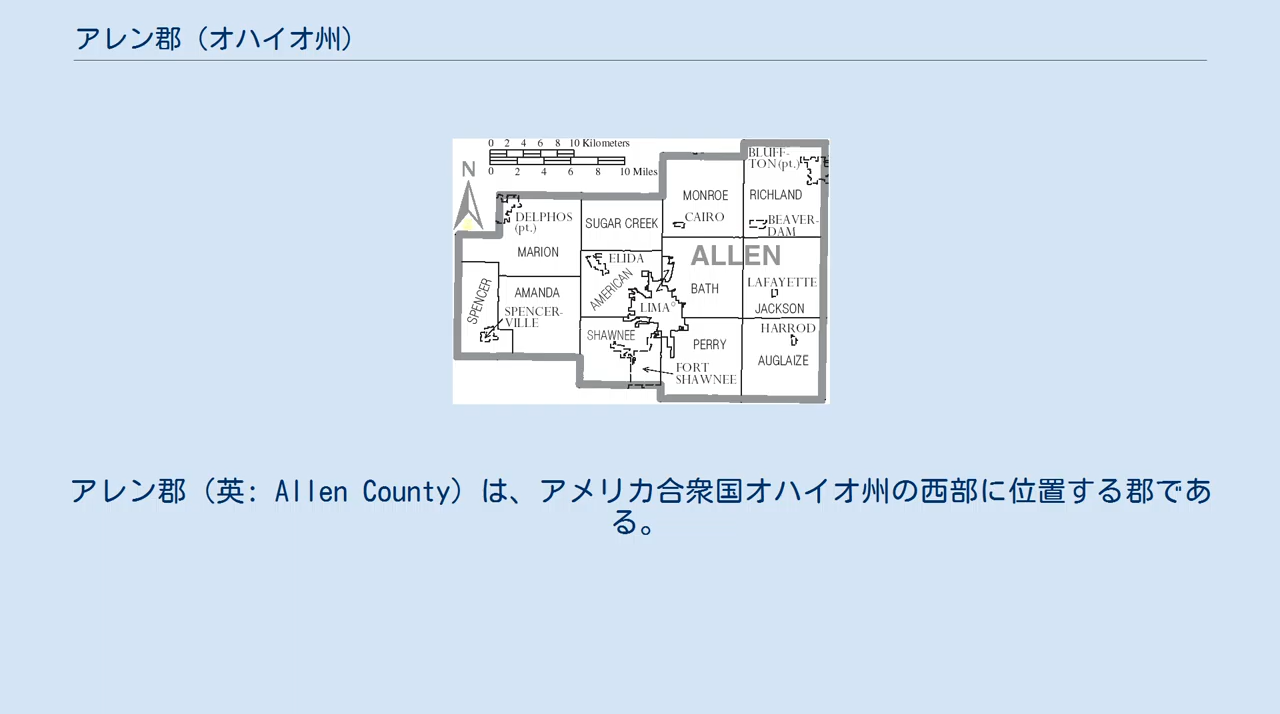 アレン郡（オハイオ州）
0 2 4 6 8 10 Kilometers
0 2 4 6 8 10 Miles
N
BLUFF-
TON (pt.)
MONROE
RICHLAND
DELPHOS
(pt.)
SUGAR CREEK
CAIRO
BEAVER-
DAM
MARION
ELIDA
ALLEN
SPENCER
AMANDA
AMERICAN
BATH
LAFAYETTE
SPENCER-
VILLE
LIMA
JACKSON
SHAWNEE
PERRY
HARROD
AUGLAIZE
FORT
SHAWNEE
アレン郡（英: Allen County）は、アメリカ合衆国オハイオ州の西部に位置する郡であ
る。